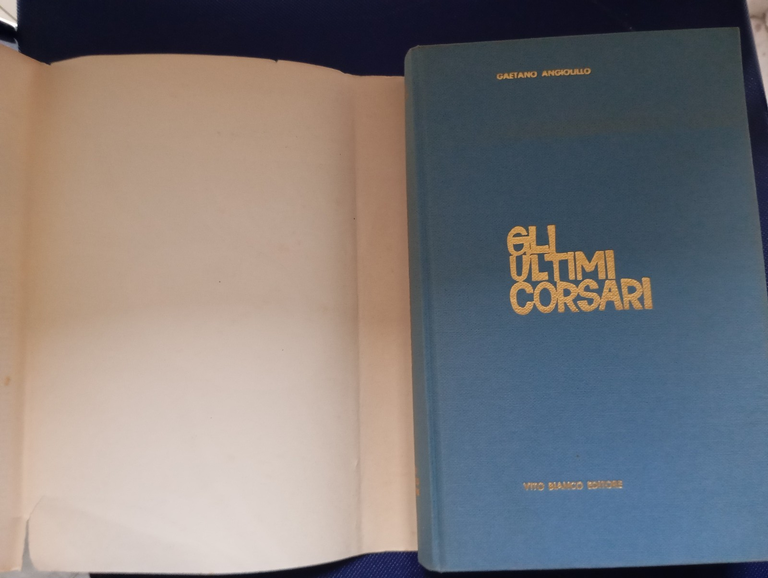 GAETANO ANGIOLILLO
GLI
ULTIMI
CORSARI
VITO BIANCO EDITORE